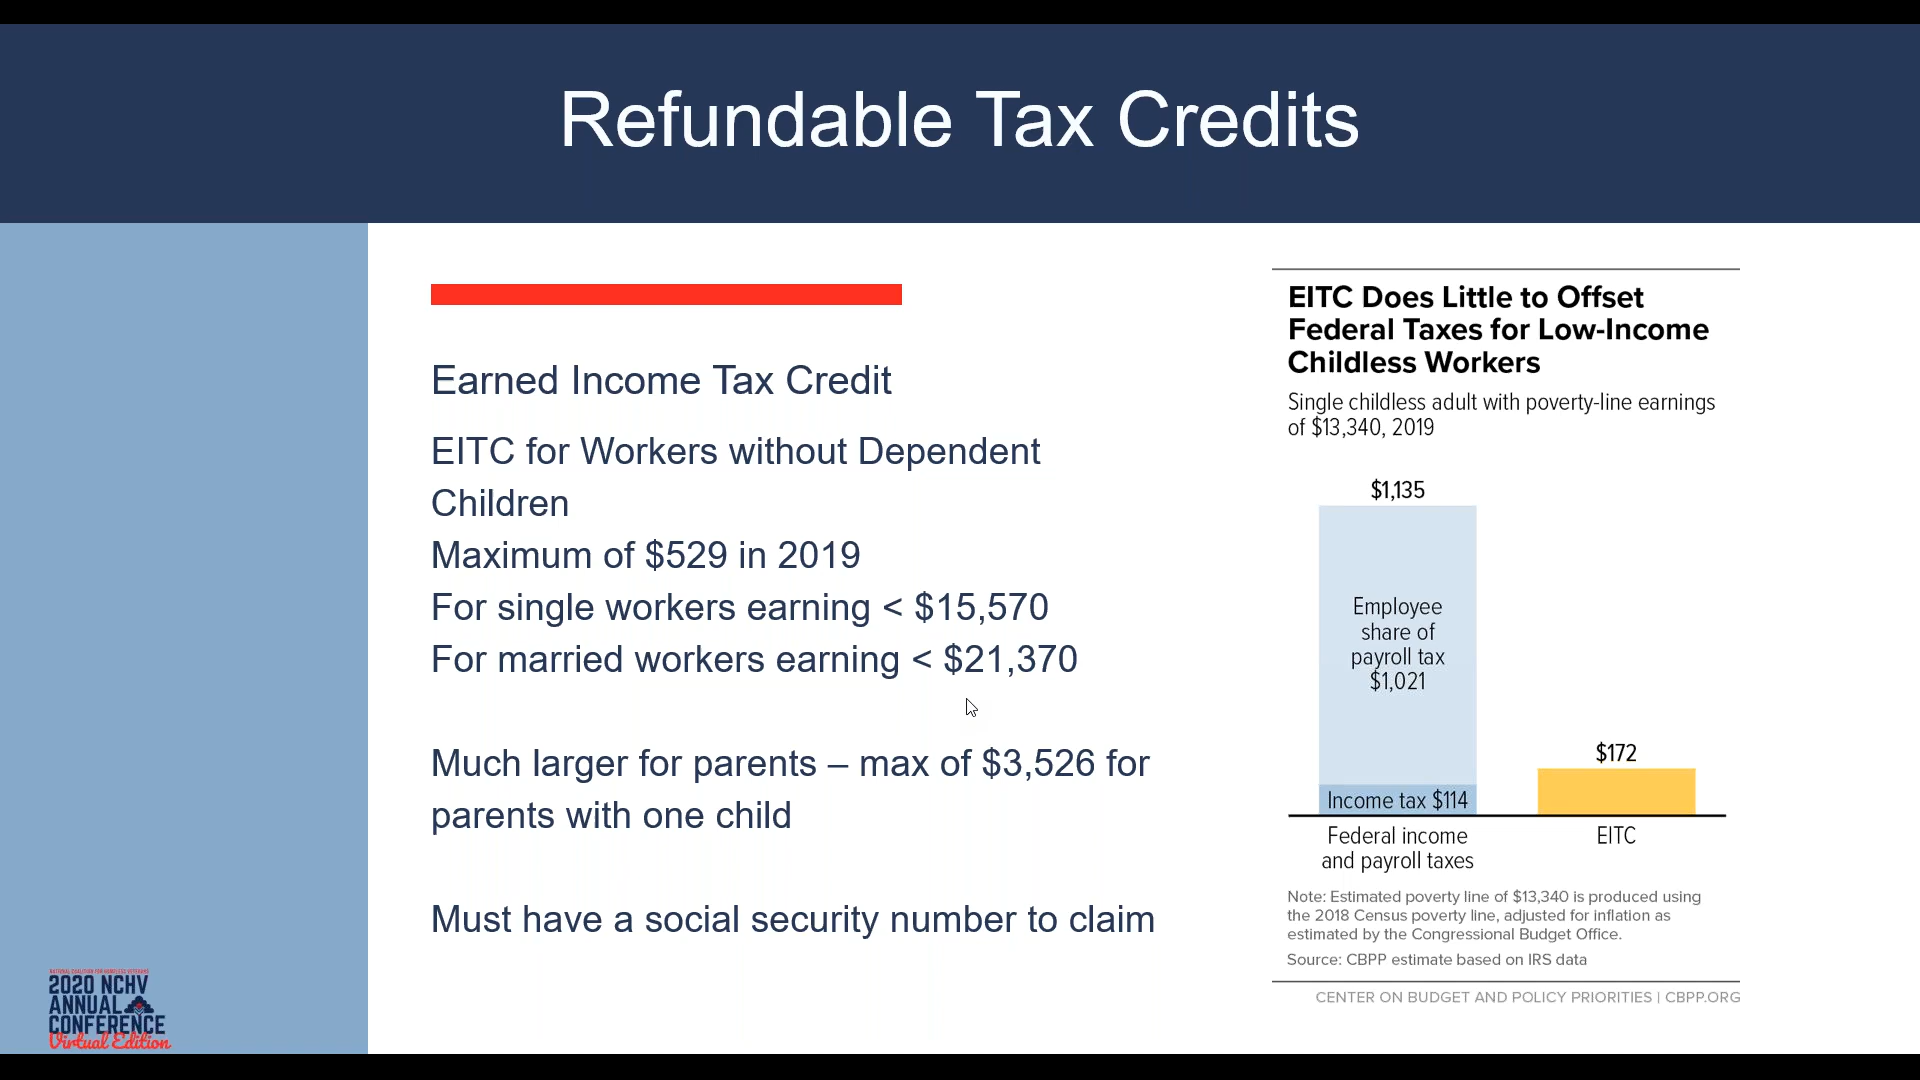 Refundable Tax Credits
Earned Income Tax Credit
EITC for Workers without Dependent
Children
Maximum of $529 in 2019
For single workers earning < $15,570
For married workers earning < $21,370
Much larger for parents – max of $3,526 for
parents with one child
Must have a social security number to claim
EITC Does Little to Offset
Federal Taxes for Low-Income
Childless Workers
Single childless adult with poverty-line earnings
of $13,340, 2019
$1,135
Employee
share of
payroll tax
$1,021
Income tax $114
Federal income
and payroll taxes
$172
EITC
Note: Estimated poverty line of $13,340 is produced using
the 2018 Census poverty line, adjusted for inflation as
estimated by the Congressional Budget Office.
Source: CBPP estimate based on IRS data
CENTER ON BUDGET AND POLICY PRIORITIES | CBPP.ORG
NATIONAL COALITION FOR HOMELESS VETERANS
2020 NCHV
ANNUAL
CONFERENCE
Virtual Edition